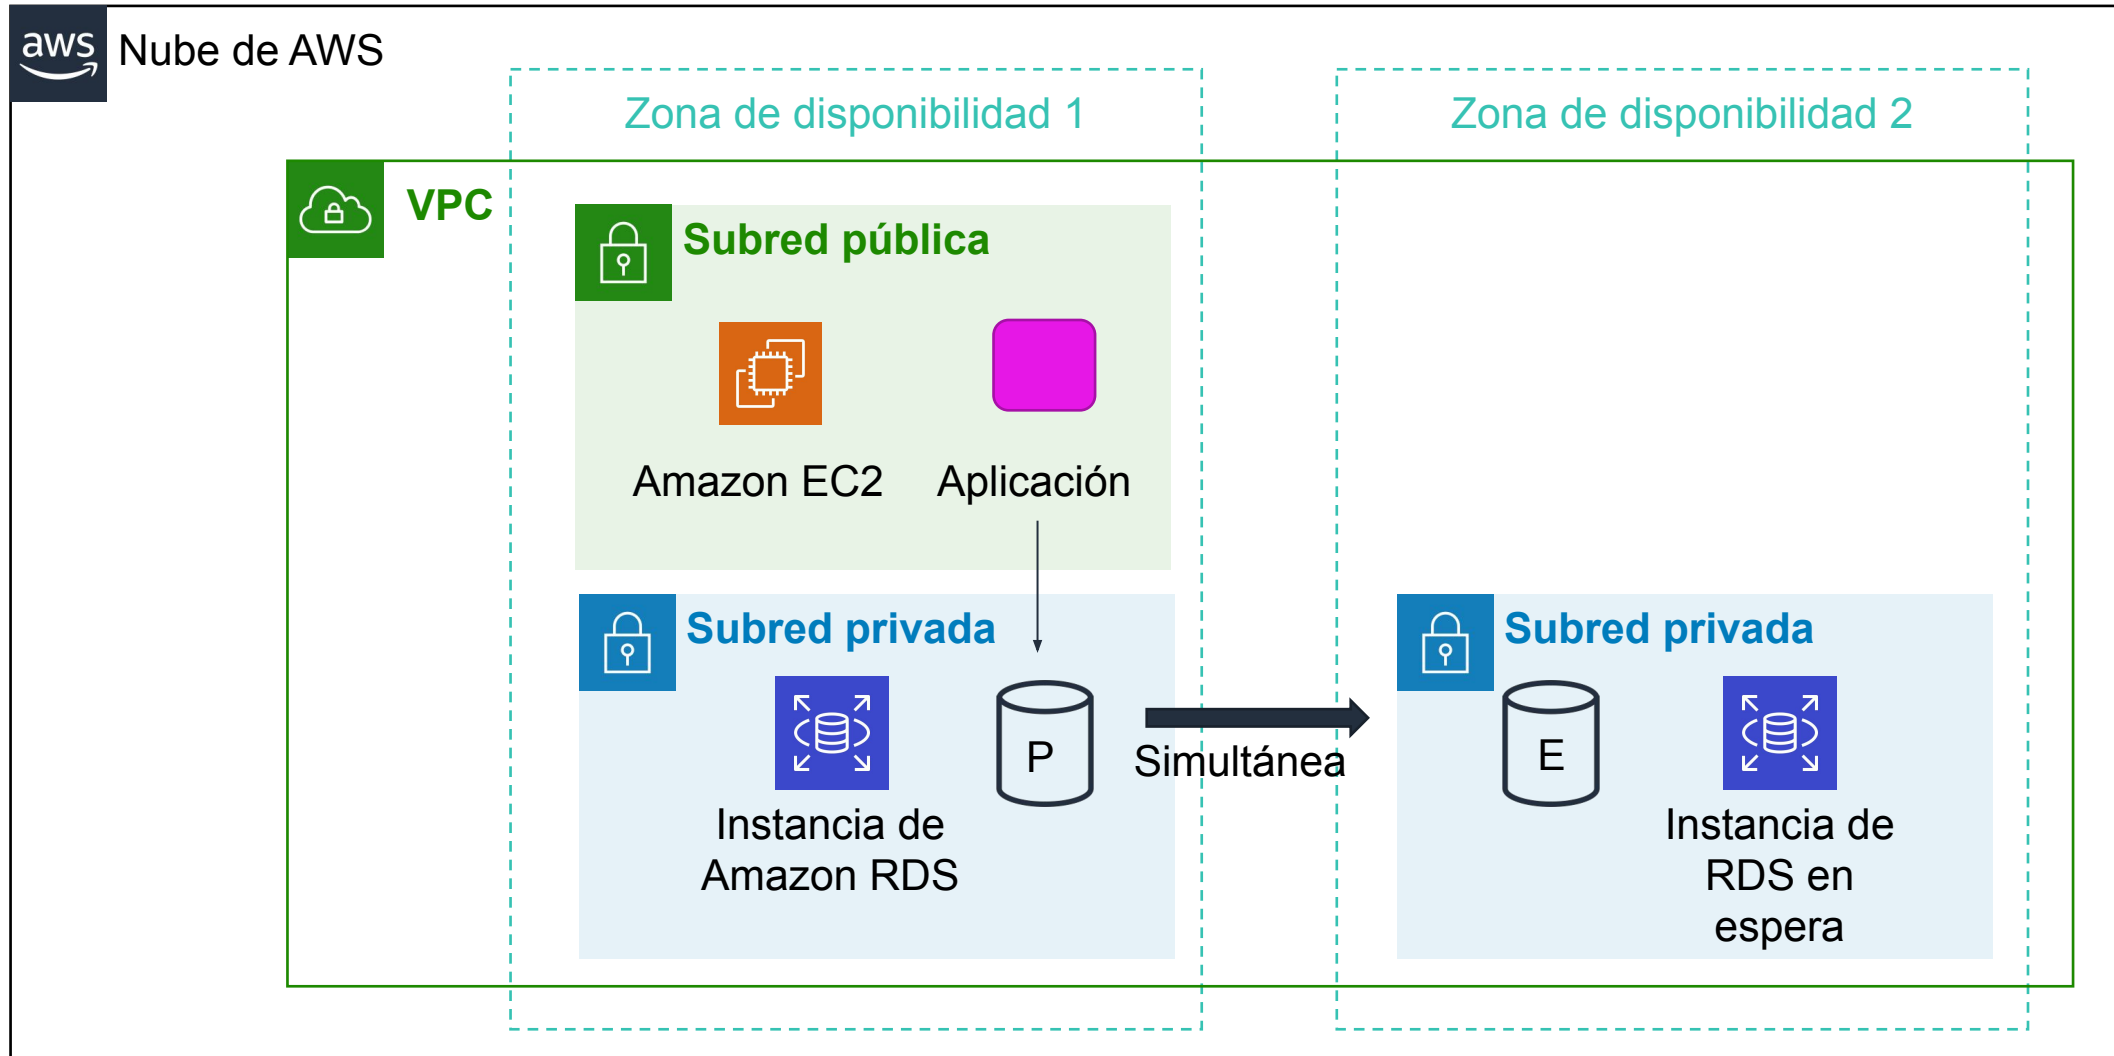 aws
Nube de AWS
Zona de disponibilidad 1
Zona de disponibilidad 2
VPC
Subred pública
Amazon EC2
Aplicación
Subred privada
Subred privada
P
Simultánea
E
Instancia de
Amazon RDS
Instancia de
RDS en
espera